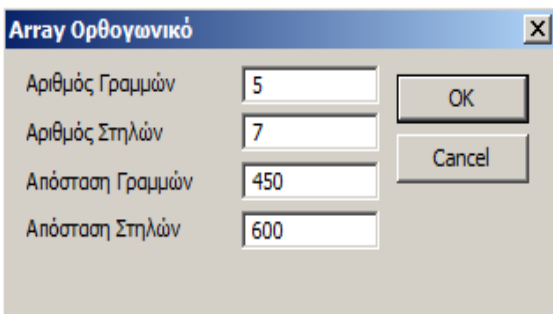 Array Ορθογωνικό
Αριθμός Γραμμών 5
OK
Αριθμός Στηλών 7
Cancel
Απόσταση Γραμμών 450
Απόσταση Στηλών 600